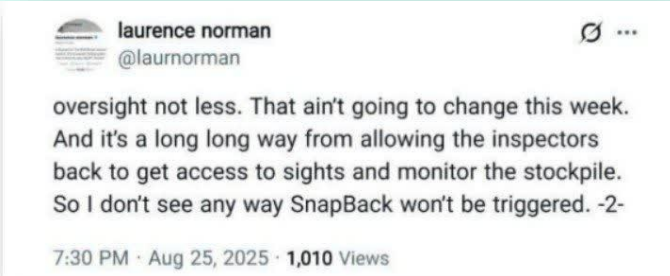 laurence norman
@laurnorman
oversight not less. That ain't going to change this week.
And it's a long long way from allowing the inspectors
back to get access to sights and monitor the stockpile.
So I don't see any way SnapBack won't be triggered. -2-
7:30 PM · Aug 25, 2025 · 1,010 Views